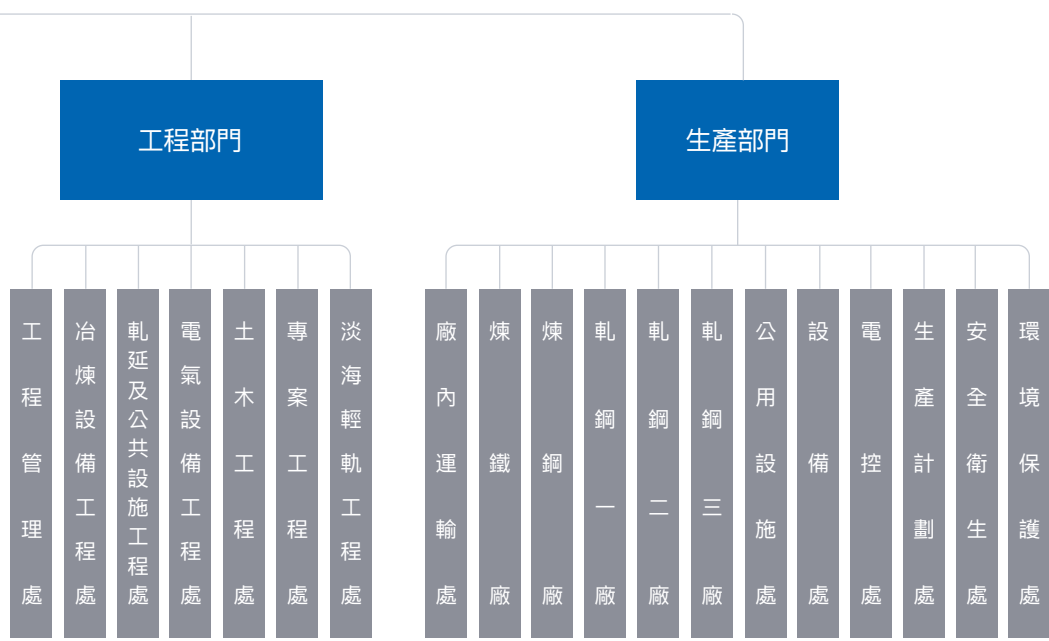 工程部門
工程管理處
冶煉設備工程處
軋延及公共設施工程處
電氣設備工程處
土木工程處
專案工程處
淡海輕軌工程處
生產部門
廠內運輸處
煉鐵廠
煉鋼廠
軋鋼一廠
軋鋼二廠
軋鋼三廠
公用設施處
設備處
電控處
生產計劃處
安全衛生處
環境保護處